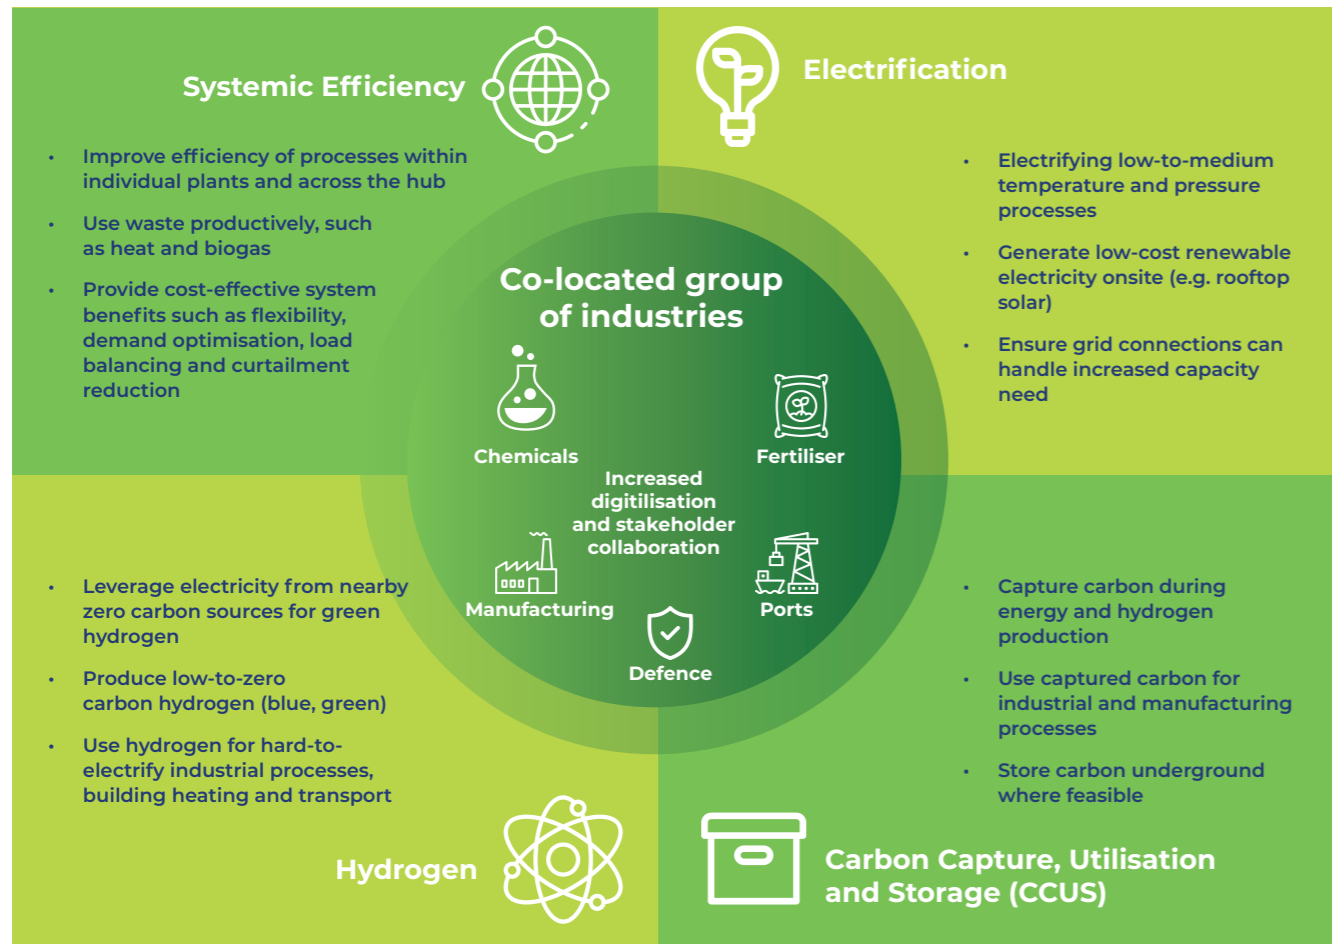 Systemic Efficiency
• Improve efficiency of processes within
individual plants and across the hub
• Use waste productively, such
as heat and biogas
• Provide cost-effective system
benefits such as flexibility,
demand optimisation, load
balancing and curtailment
reduction
Electrification
• Electrifying low-to-medium
temperature and pressure
processes
• Generate low-cost renewable
electricity onsite (e.g. rooftop
solar)
• Ensure grid connections can
handle increased capacity
need
Co-located group
of industries
Chemicals
Fertiliser
Increased
digitilisation
and stakeholder
collaboration
Manufacturing
Ports
Defence
• Leverage electricity from nearby
zero carbon sources for green
hydrogen
• Produce low-to-zero
carbon hydrogen (blue, green)
• Use hydrogen for hard-to-
electrify industrial processes,
building heating and transport
Hydrogen
• Capture carbon during
energy and hydrogen
production
• Use captured carbon for
industrial and manufacturing
processes
• Store carbon underground
where feasible
Carbon Capture, Utilisation
and Storage (CCUS)